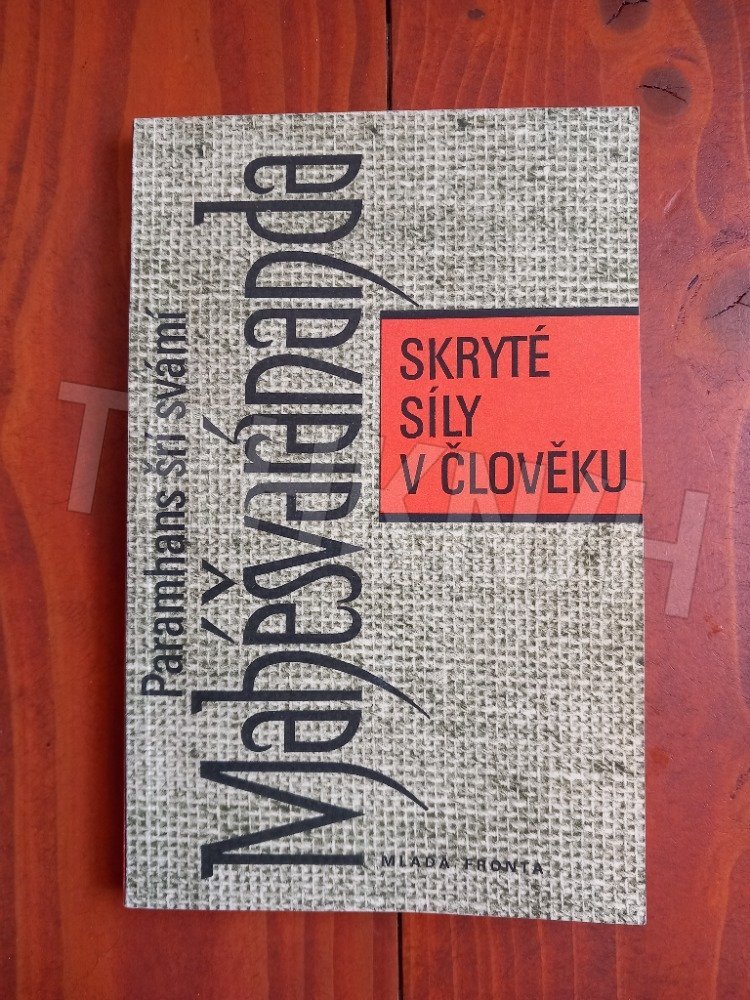 Paramhans Šrí svámí
Mahéšvaránanda
SKRYTÉ
SÍLY
V ČLOVĚKU
MLADÁ FRONTA